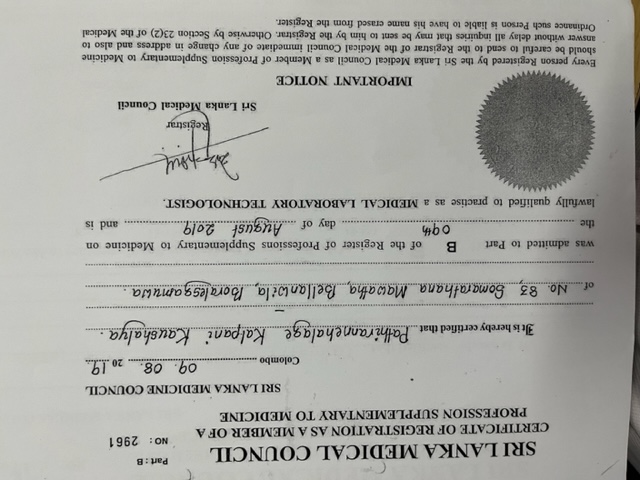 Part : B
NO : 2961
SRI LANKA MEDICAL COUNCIL
CERTIFICATE OF REGISTRATION AS A MEMBER OF A
PROFESSION SUPPLEMENTARY TO MEDICINE
SRI LANKA MEDICINE COUNCIL
Colombo 09. 08. 2019
It is hereby certified that Pathirannehalage Kalpani Kaushalya.
of No. 83, Somarathana Mawatha, Bellanwila, Boralesgamuwa.
was admitted to Part B of the Register of Professions Supplementary to Medicine on
the 09th day of August 2019 and is
lawfully qualified to practise as a MEDICAL LABORATORY TECHNOLOGIST.
Registrar
Sri Lanka Medical Council
IMPORTANT NOTICE
Every person Registered by the Sri Lanka Medical Council as a Member of Profession Supplementary to Medicine
should be careful to send to the Registrar of the Medical Council immediate of any change in address and also to
answer without delay all inquiries that may be sent to him by the Registrar. Otherwise by Section 23(2) of the Medical
Ordinance such Person is liable to have his name erased from the Register.